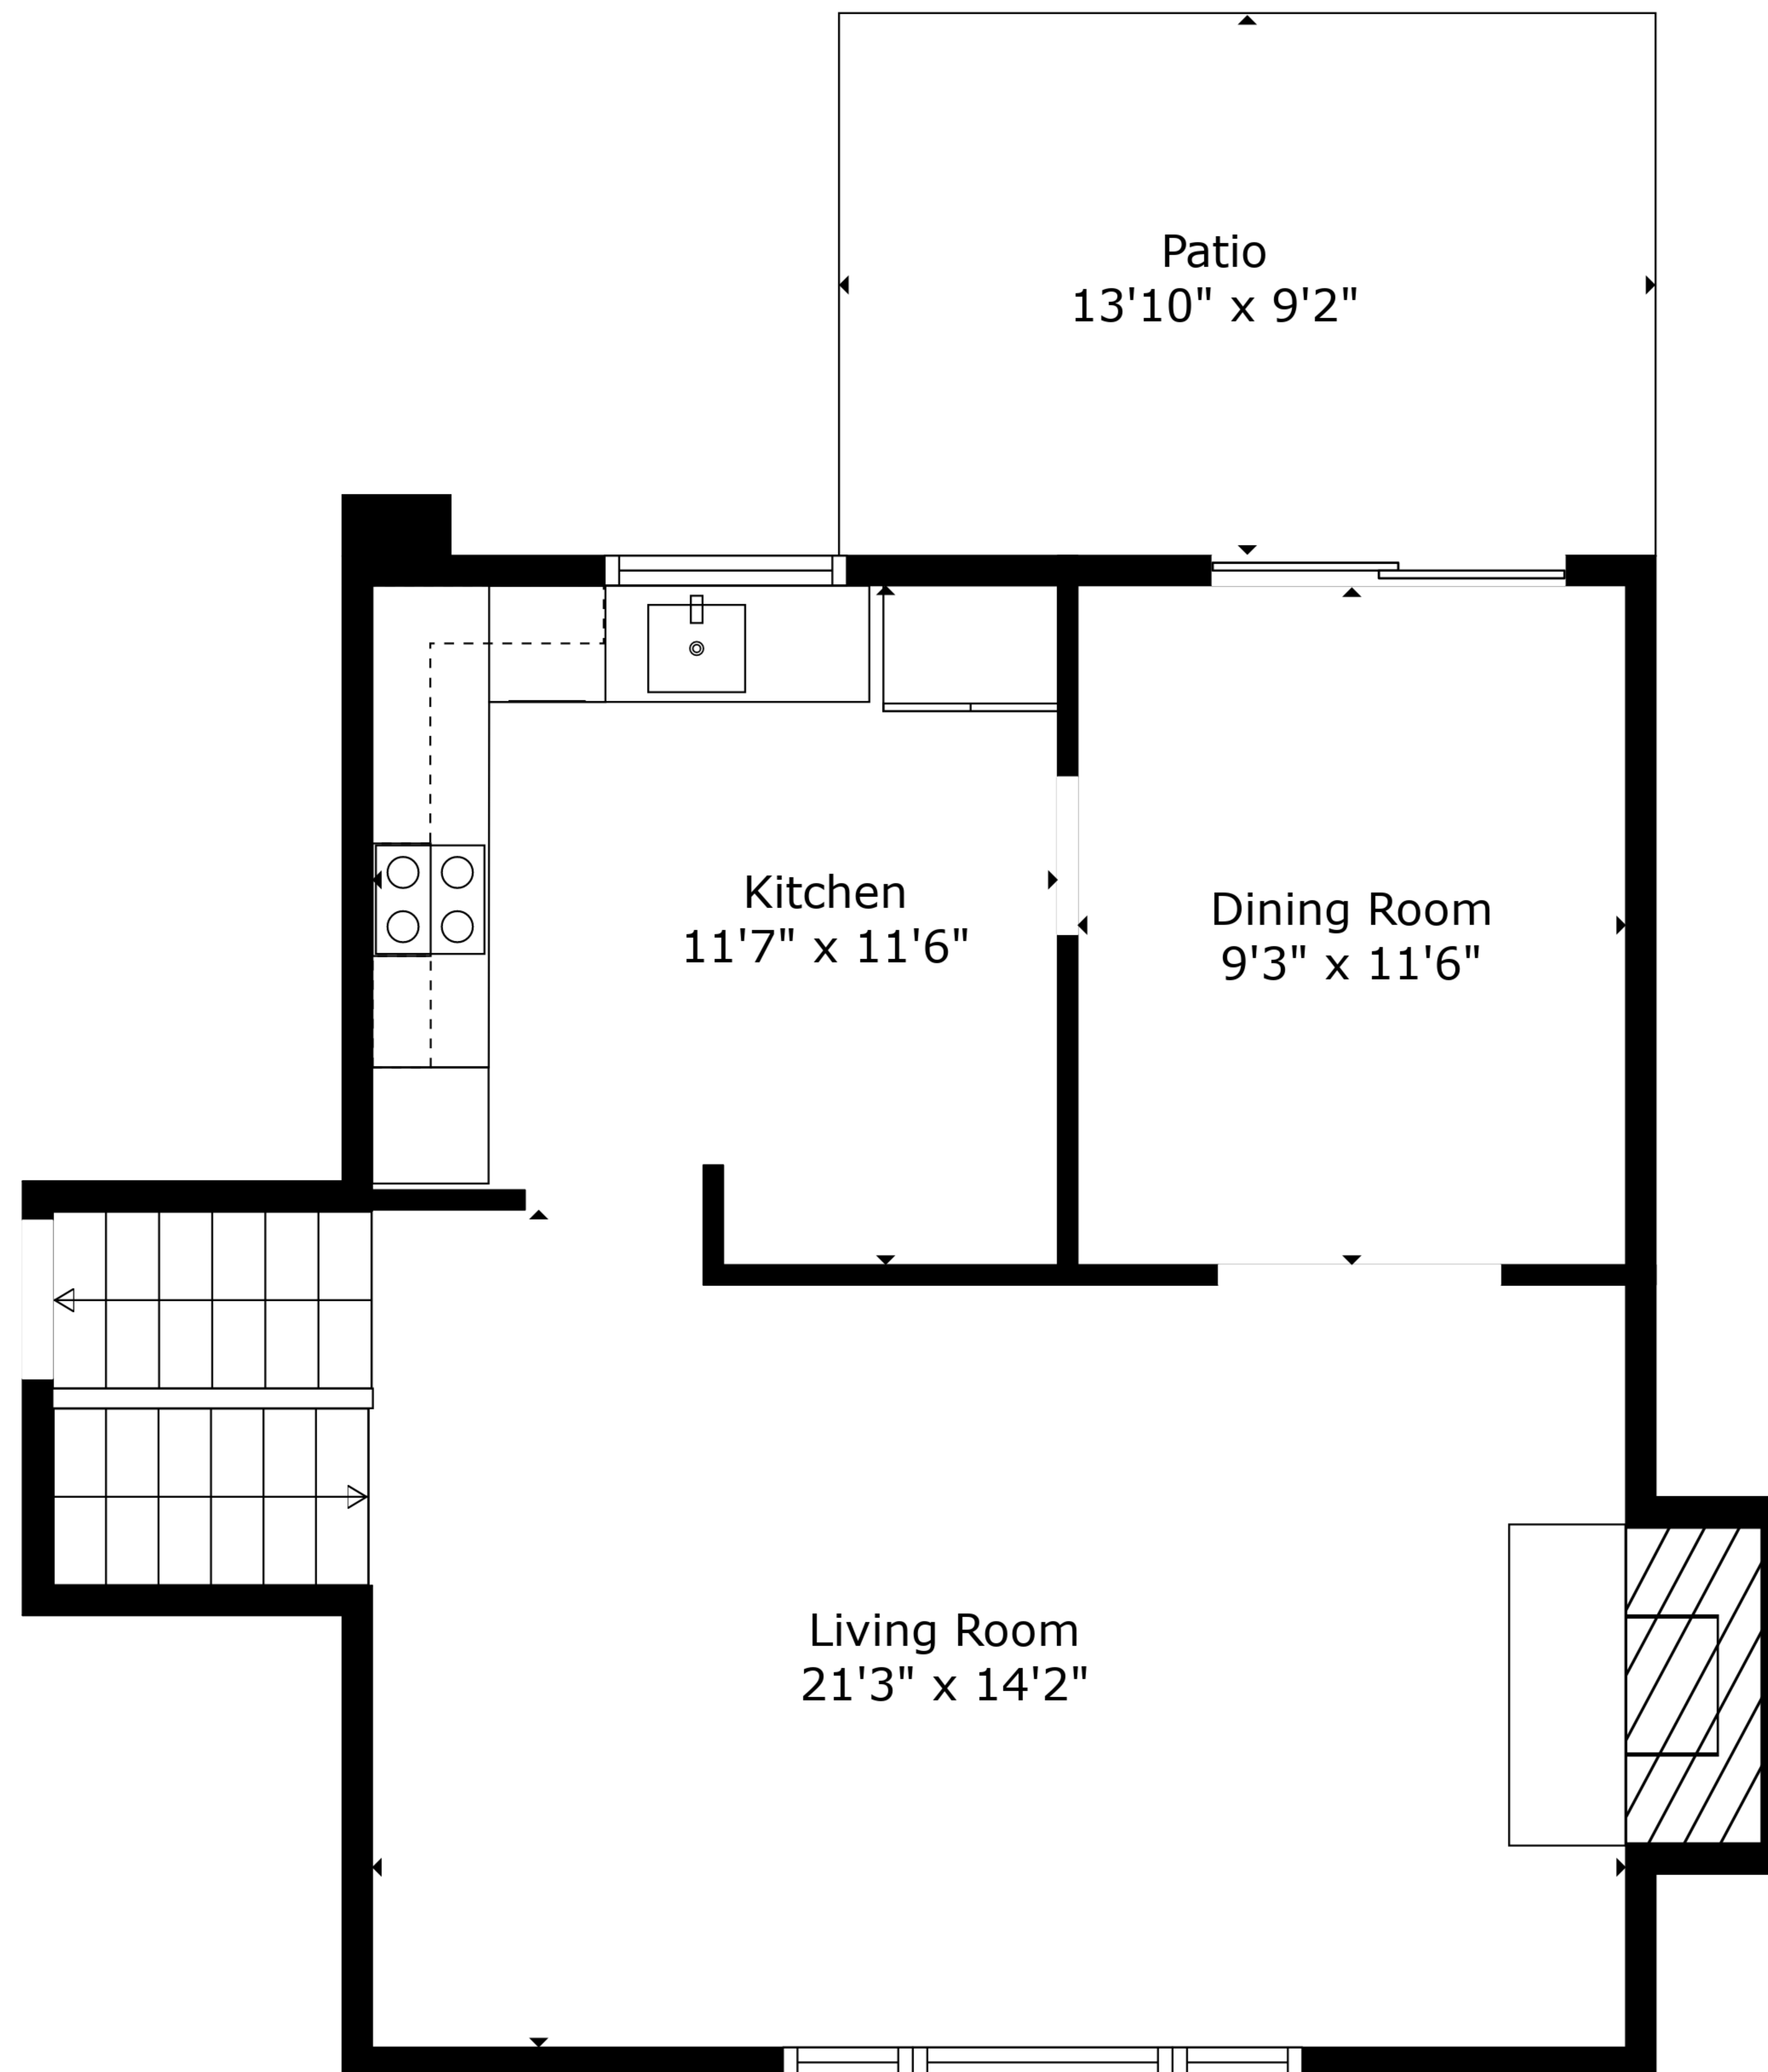 Patio
13'10" x 9'2"
Kitchen
11'7" x 11'6"
Dining Room
9'3" x 11'6"
Living Room
21'3" x 14'2"